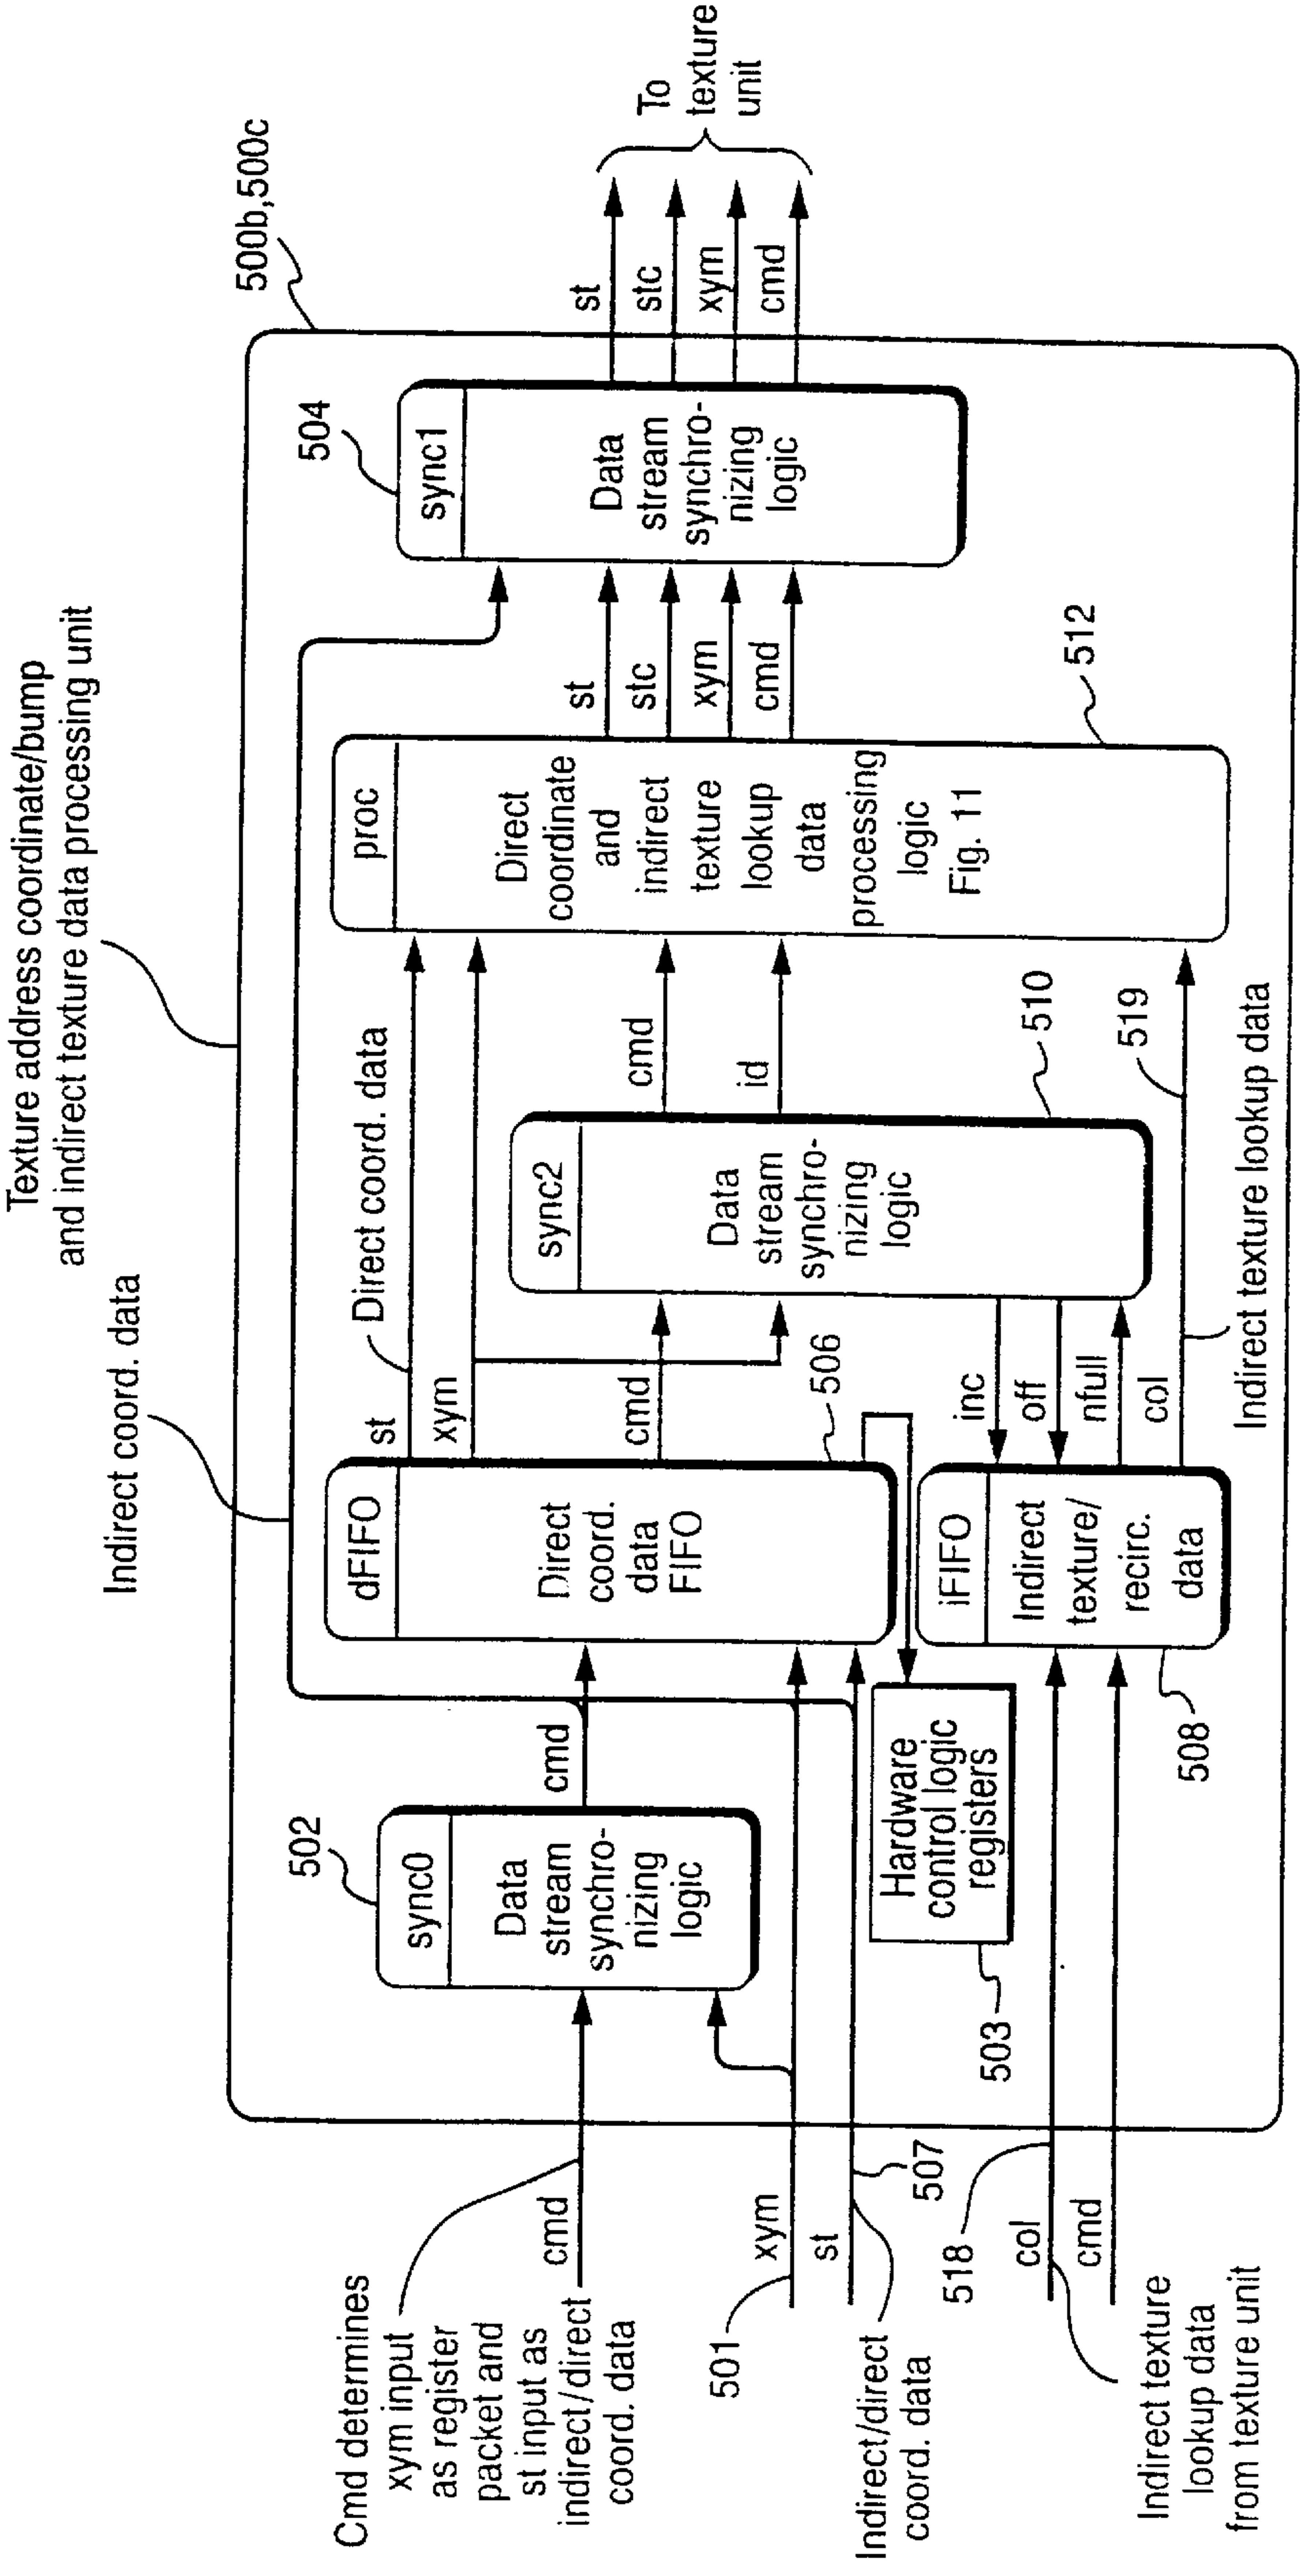 Texture address coordinate/bump
and indirect texture data processing unit
Indirect coord. data
500b,500c
Cmd determines
xym input
as register
packet and
st input as
indirect/direct
coord. data
cmd
502
sync0
Data
stream
synchro-
nizing
logic
cmd
xym
501
st
507
Indirect/direct
coord. data
503
Hardware
control logic
registers
518
col
cmd
Indirect texture
lookup data
from texture unit
dFIFO
Direct
coord.
data
FIFO
506
iFIFO
Indirect
texture/
recirc.
data
508
st
Direct coord. data
xym
cmd
inc
off
nfull
col
Indirect texture lookup data
519
sync2
Data
stream
synchro-
nizing
logic
510
cmd
id
proc
Direct
coordinate
and
indirect
texture
lookup
data
processing
logic
Fig. 11
512
st
stc
xym
cmd
504
sync1
Data
stream
synchro-
nizing
logic
st
stc
xym
cmd
To
texture
unit